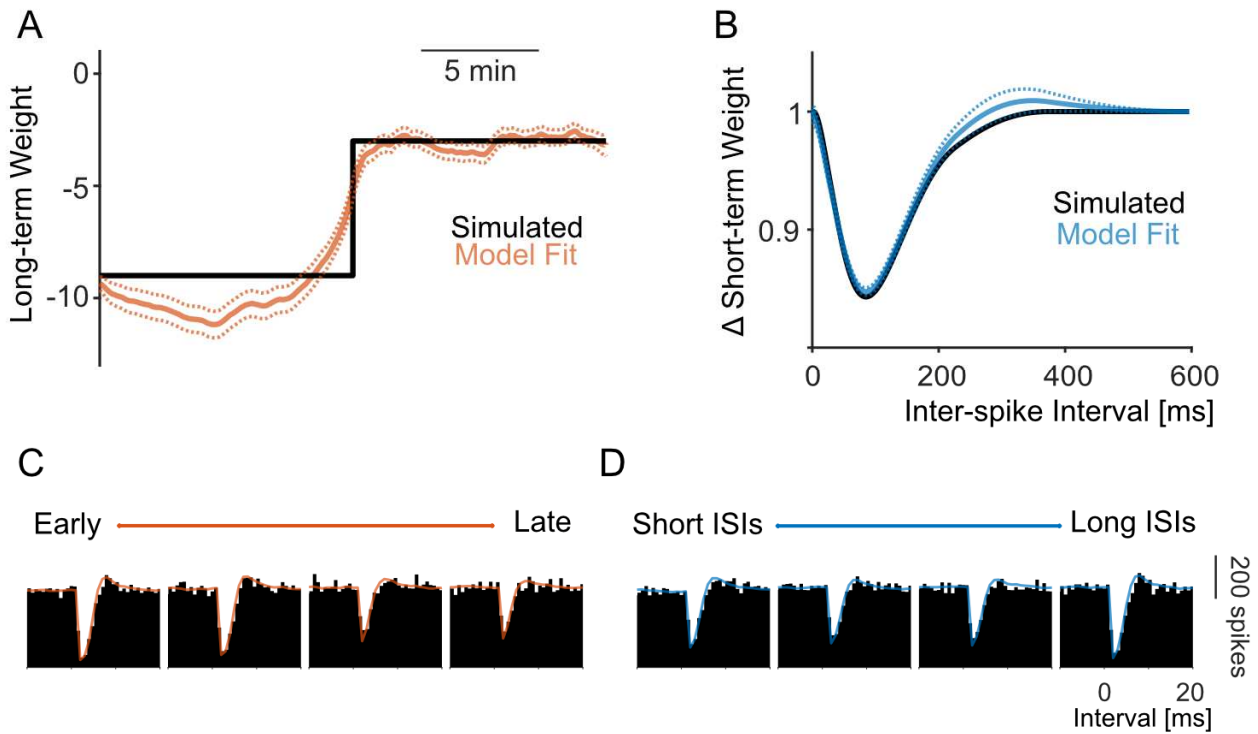 A
B
5 min
0
-5
-10
Long-term Weight
Simulated
Model Fit
1
0.9
Δ Short-term Weight
Simulated
Model Fit
0 200 400 600
Inter-spike Interval [ms]
C
D
Early Late
Short ISIs Long ISIs
200 spikes
0 20
Interval [ms]